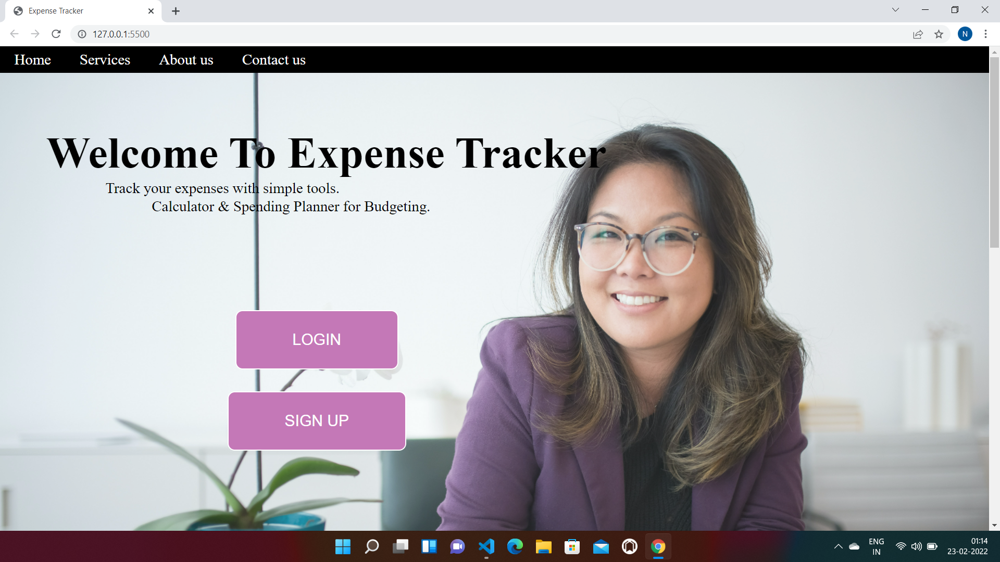 Expense Tracker
127.0.0.1:5500
N
Home Services About us Contact us
Welcome To Expense Tracker
Track your expenses with simple tools.
Calculator & Spending Planner for Budgeting.
LOGIN
SIGN UP
ENG
IN
01:14
23-02-2022